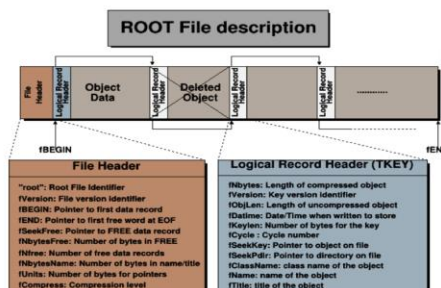 ROOT File description
File
Header
Logical Record
Header
Object
Data
Logical Record
Header
Deleted
Object
Logical Record
Header
Logical Record
Header
..............
fBEGIN
fEN
File Header
"root": Root File Identifier
fVersion: File version identifier
fBEGIN: Pointer to first data record
fEND: Pointer to first free word at EOF
fSeekFree: Pointer to FREE data record
fNbytesFree: Number of bytes in FREE
fNfree: Number of free data records
fNbytesName: Number of bytes in name/title
fUnits: Number of bytes for pointers
fCompress: Compression level
Logical Record Header (TKEY)
fNbytes: Length of compressed object
fVersion: Key version identifier
fObjLen: Length of uncompressed object
fDatime: Date/Time when written to store
fKeylen: Number of bytes for the key
fCycle : Cycle number
fSeekKey: Pointer to object on file
fSeekPdir: Pointer to directory on file
fClassName: class name of the object
fName: name of the object
fTitle: title of the object